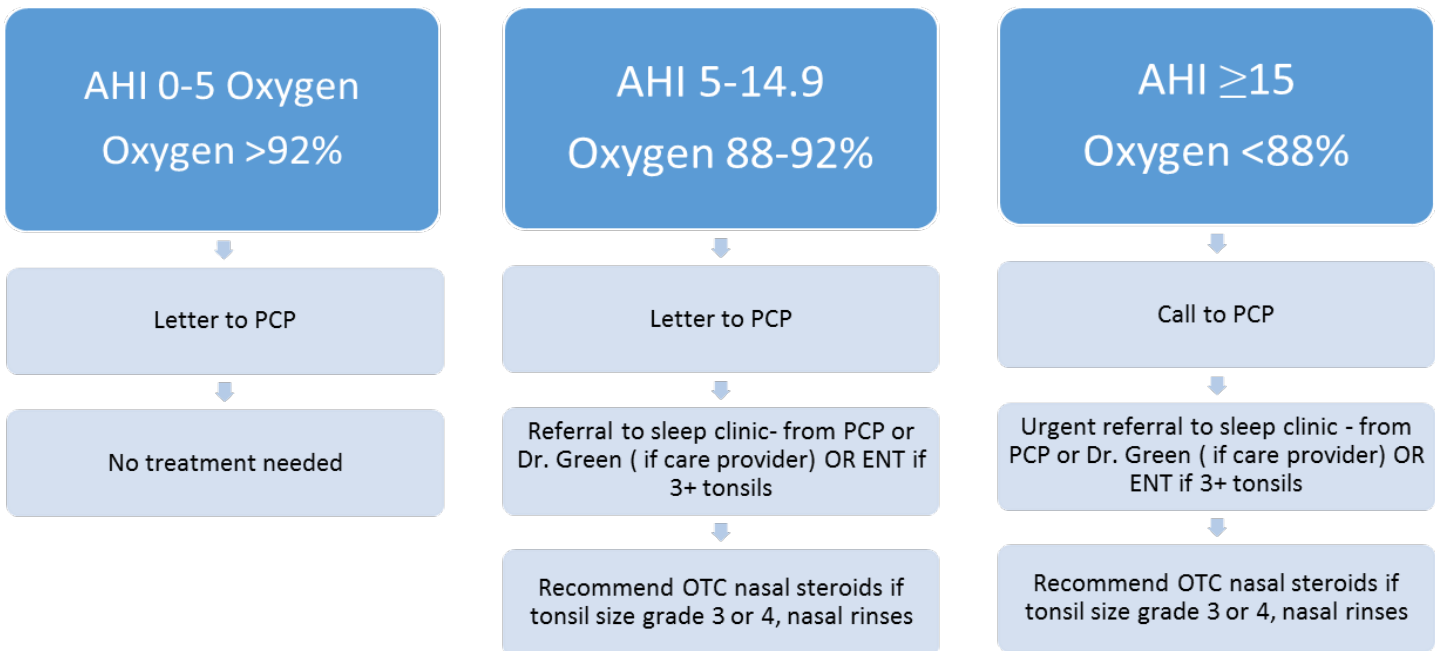 AHI 0-5 Oxygen
Oxygen >92%
Letter to PCP
No treatment needed
AHI 5-14.9
Oxygen 88-92%
Letter to PCP
Referral to sleep clinic- from PCP or
Dr. Green ( if care provider) OR ENT if
3+ tonsils
Recommend OTC nasal steroids if
tonsil size grade 3 or 4, nasal rinses
AHI ≥15
Oxygen <88%
Call to PCP
Urgent referral to sleep clinic - from
PCP or Dr. Green ( if care provider) OR
ENT if 3+ tonsils
Recommend OTC nasal steroids if
tonsil size grade 3 or 4, nasal rinses